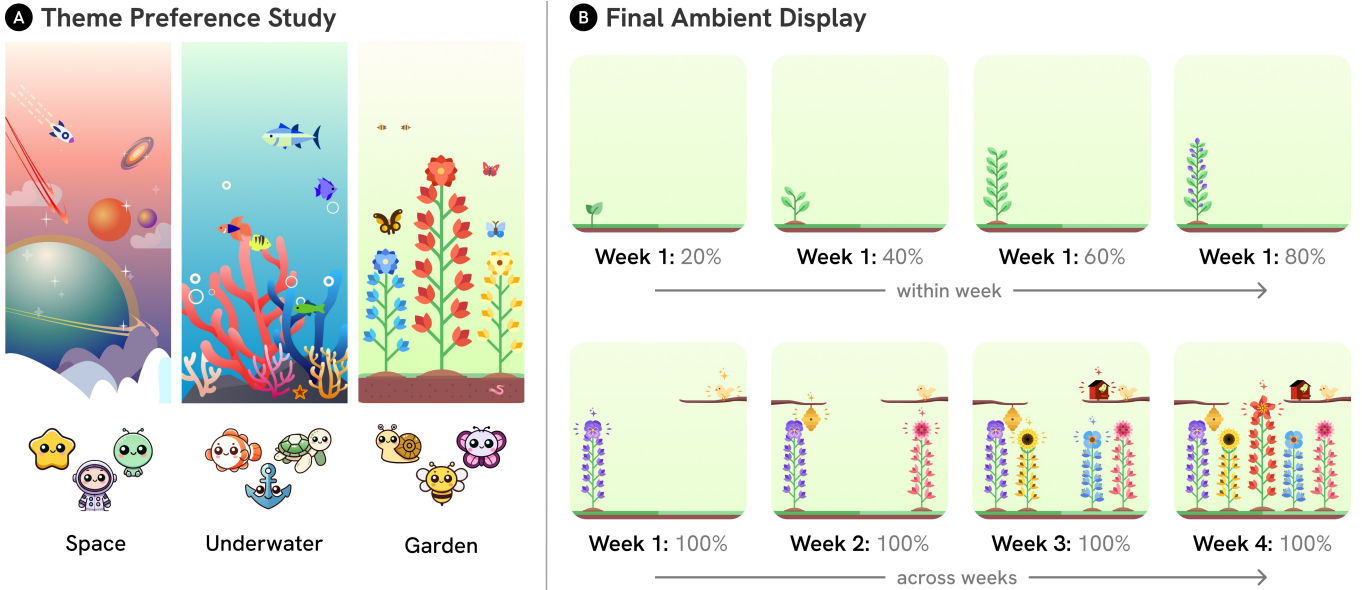 A Theme Preference Study
Space
Underwater
Garden
B Final Ambient Display
Week 1: 20%
Week 1: 40%
Week 1: 60%
Week 1: 80%
within week
Week 1: 100%
Week 2: 100%
Week 3: 100%
Week 4: 100%
across weeks